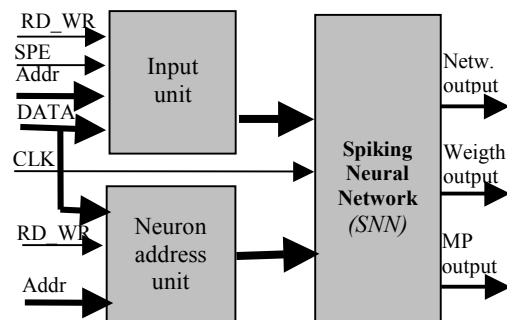 RD_WR
SPE
Addr
DATA
CLK
RD_WR
Addr
Input
unit
Neuron
address
unit
Spiking
Neural
Network
(SNN)
Netw.
output
Weigth
output
MP
output